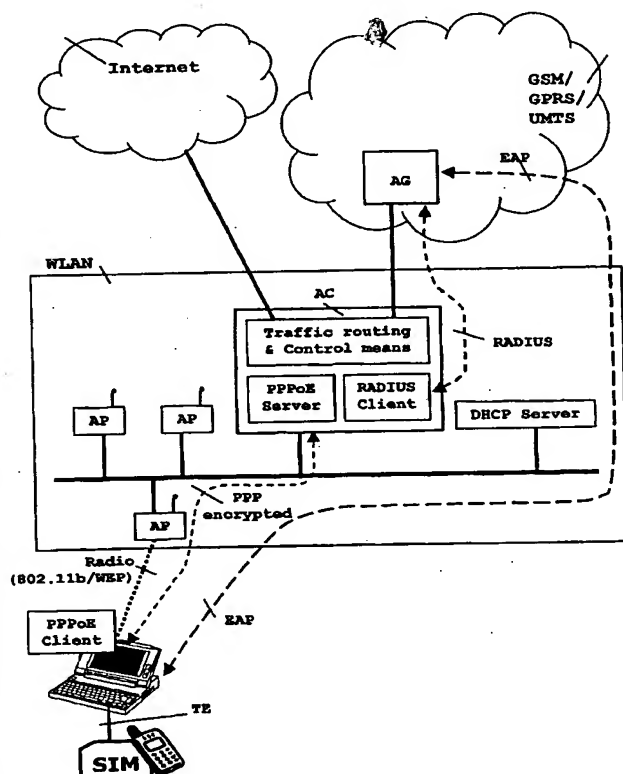 Internet
GSM/
GPRS/
UMTS
EAP
AG
WLAN
AC
Traffic routing
& Control means
RADIUS
PPPoE
Server
RADIUS
Client
AP
AP
DHCP Server
PPP
encrypted
AP
Radio
(802.11b/WEP)
PPPoE
Client
EAP
TE
SIM